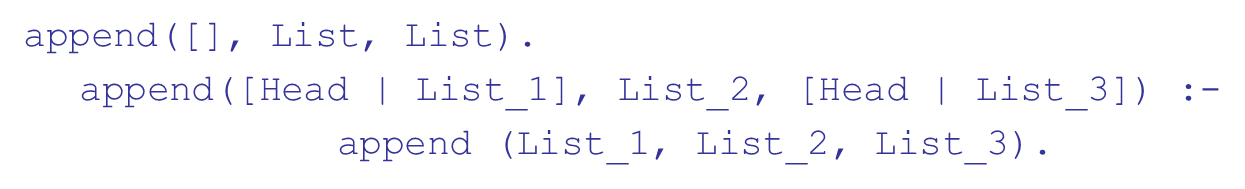 append([], List, List).
append([Head | List_1], List_2, [Head | List_3]) :-
append (List_1, List_2, List_3).